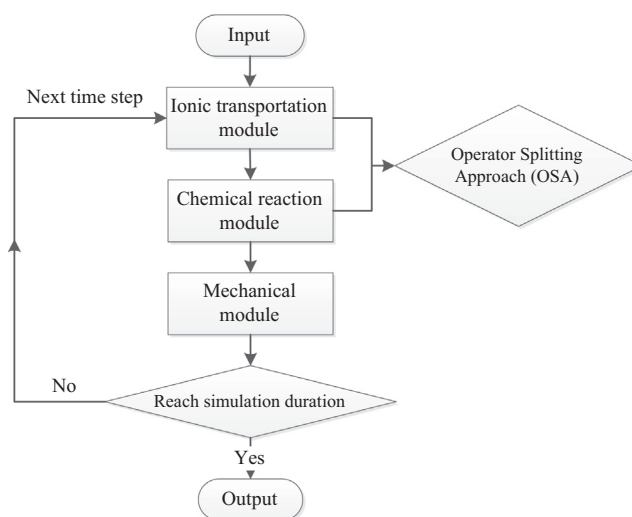 Input
Next time step
Ionic transportation
module
Operator Splitting
Approach (OSA)
Chemical reaction
module
Mechanical
module
No
Reach simulation duration
Yes
Output